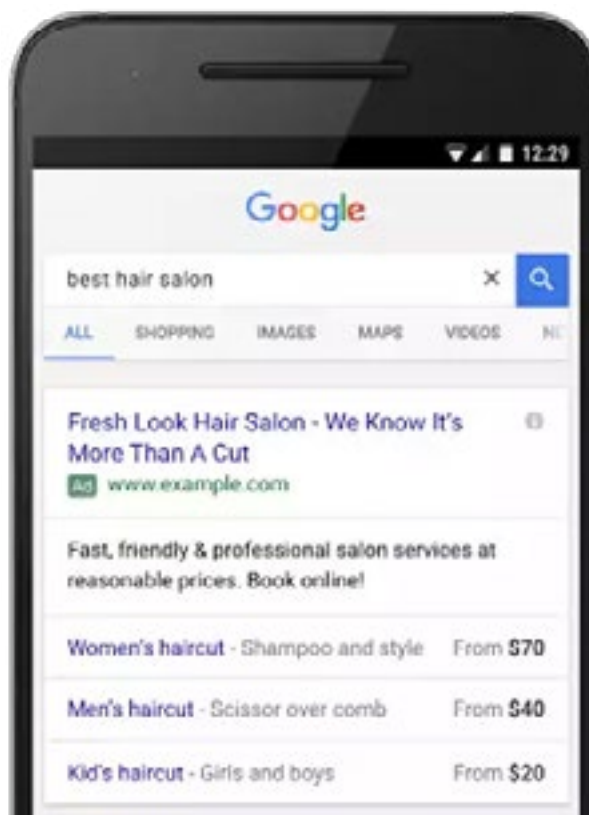 12:29
Google
best hair salon
ALL SHOPPING IMAGES MAPS VIDEOS
Fresh Look Hair Salon - We Know It's
More Than A Cut
Ad www.example.com
Fast, friendly & professional salon services at
reasonable prices. Book online!
Women's haircut - Shampoo and style From $70
Men's haircut - Scissor over comb From $40
Kid's haircut - Girls and boys From $20